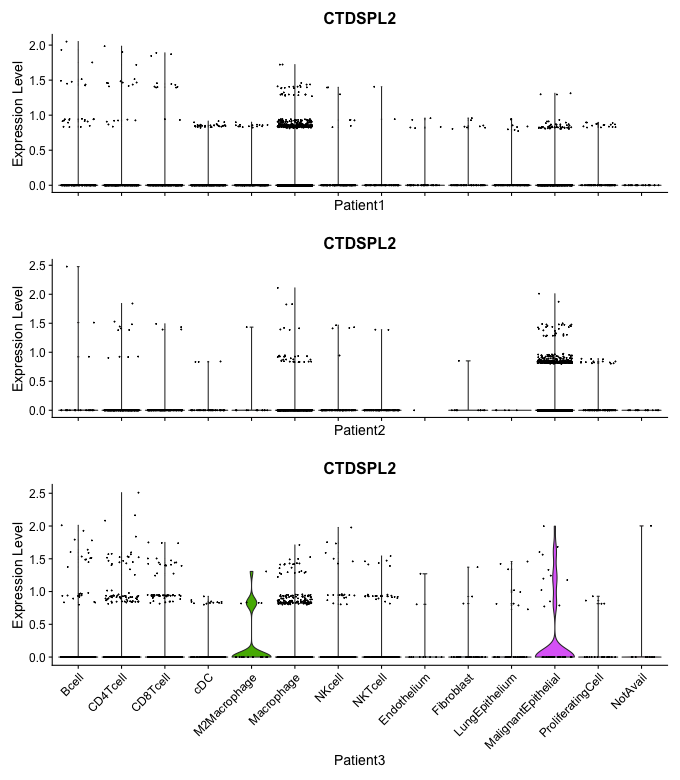 CTDSPL2
Expression Level
2.0
1.5
1.0
0.5
0.0
Patient1
CTDSPL2
Expression Level
2.5
2.0
1.5
1.0
0.5
0.0
Patient2
CTDSPL2
Expression Level
2.5
2.0
1.5
1.0
0.5
0.0
Bcell
CD4Tcell
CD8Tcell
cDC
M2Macrophage
Macrophage
NKcell
NKTcell
Endothelium
Fibroblast
LungEpithelium
MalignantEpithelial
ProliferatingCell
NotAvail
Patient3